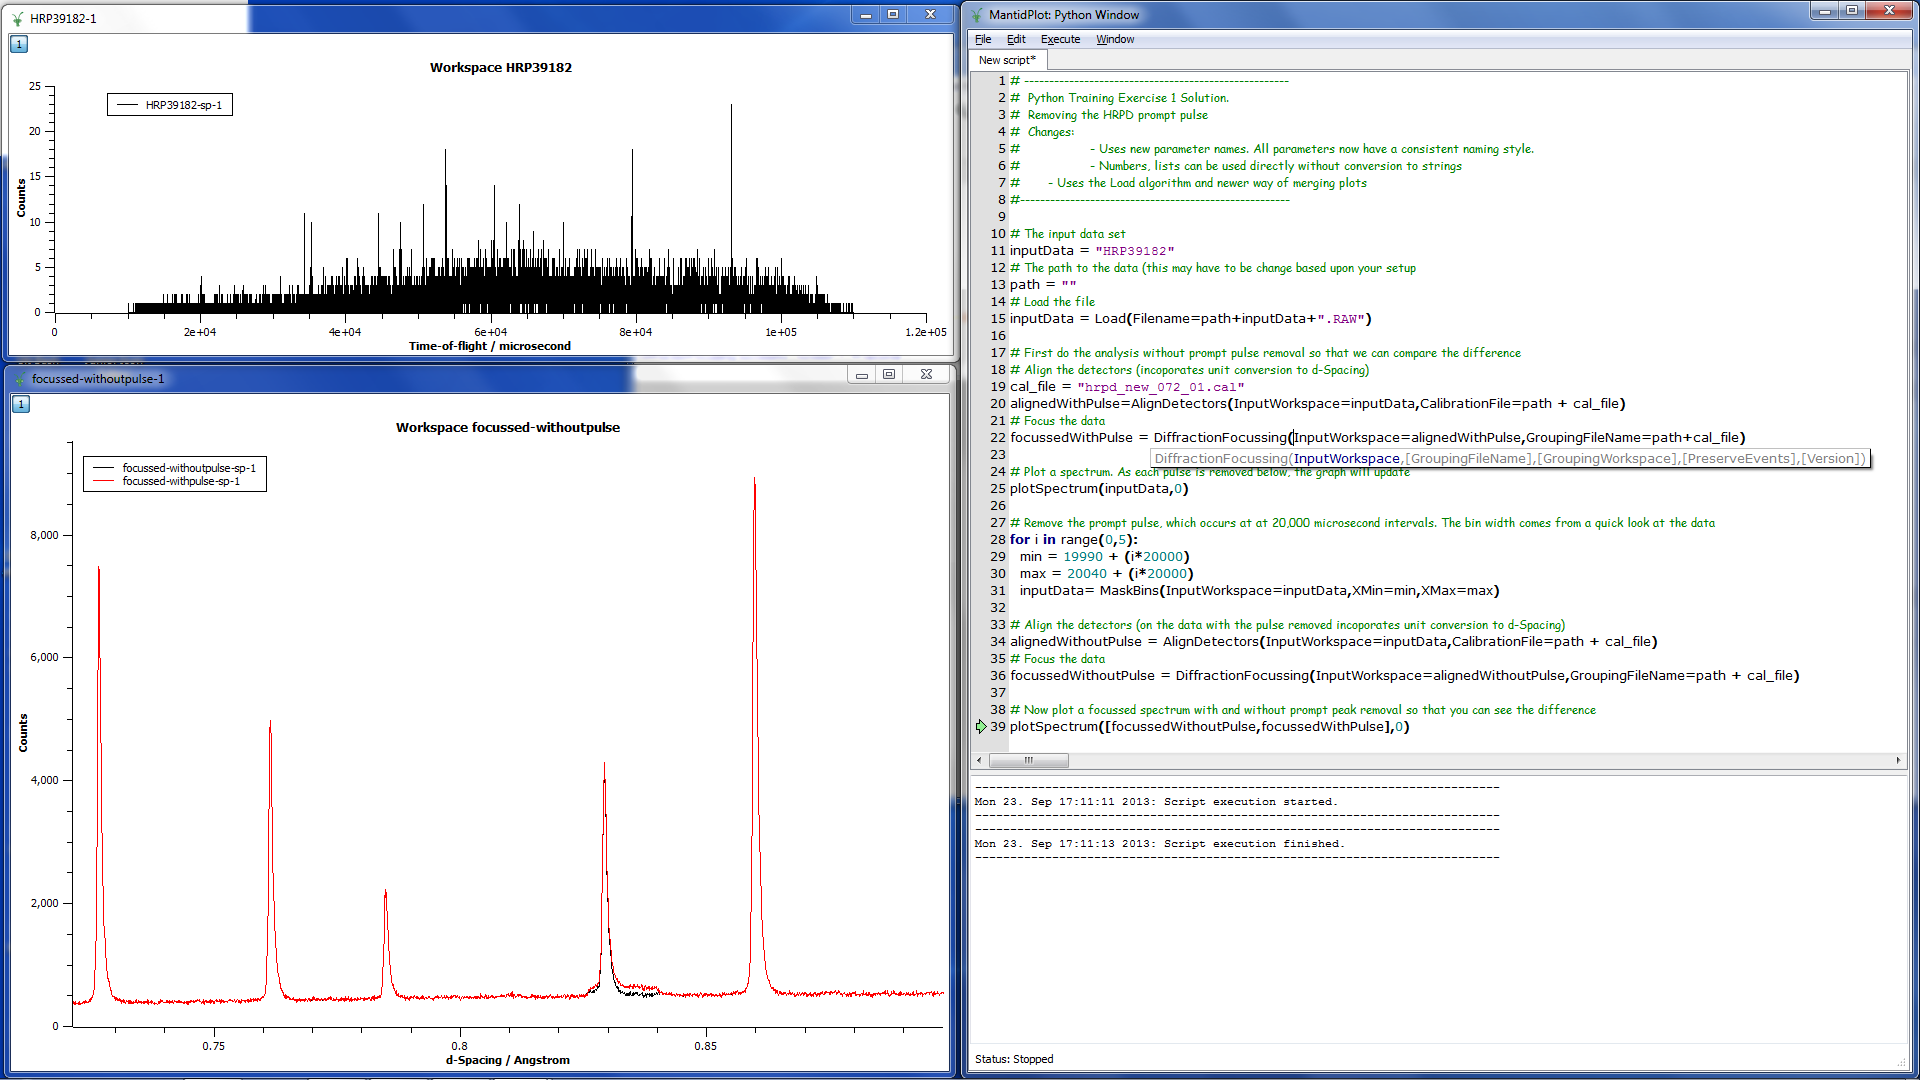 HRP39182-1
1
Workspace HRP39182
HRP39182-sp-1
25
20
15
10
5
0
Counts
0
2e+04
4e+04
6e+04
8e+04
1e+05
1.2e+05
Time-of-flight / microsecond
focussed-withoutpulse-1
1
Workspace focussed-withoutpulse
focussed-withoutpulse-sp-1
focussed-withpulse-sp-1
8,000
6,000
4,000
2,000
0
Counts
0.75
0.8
0.85
d-Spacing / Angstrom
MantidPlot: Python Window
File Edit Execute Window
New script*
1 # -----------------------------------------------------
2 # Python Training Exercise 1 Solution.
3 # Removing the HRPD prompt pulse
4 # Changes:
5 # - Uses new parameter names. All parameters now have a consistent naming style.
6 # - Numbers, lists can be used directly without conversion to strings
7 # - Uses the Load algorithm and newer way of merging plots
8 #------------------------------------------------------
9
10 # The input data set
11 inputData = "HRP39182"
12 # The path to the data (this may have to be change based upon your setup
13 path = ""
14 # Load the file
15 inputData = Load(Filename=path+inputData+".RAW")
16
17 # First do the analysis without prompt pulse removal so that we can compare the difference
18 # Align the detectors (incoporates unit conversion to d-Spacing)
19 cal_file = "hrpd_new_072_01.cal"
20 alignedWithPulse=AlignDetectors(InputWorkspace=inputData,CalibrationFile=path + cal_file)
21 # Focus the data
22 focussedWithPulse = DiffractionFocussing(InputWorkspace=alignedWithPulse,GroupingFileName=path+cal_file)
23
DiffractionFocussing(InputWorkspace,[GroupingFileName],[GroupingWorkspace],[PreserveEvents],[Version])
24 # Plot a spectrum. As each pulse is removed below, the graph will update
25 plotSpectrum(inputData,0)
26
27 # Remove the prompt pulse, which occurs at at 20,000 microsecond intervals. The bin width comes from a quick look at the data
28 for i in range(0,5):
29 min = 19990 + (i*20000)
30 max = 20040 + (i*20000)
31 inputData= MaskBins(InputWorkspace=inputData,XMin=min,XMax=max)
32
33 # Align the detectors (on the data with the pulse removed incoporates unit conversion to d-Spacing)
34 alignedWithoutPulse = AlignDetectors(InputWorkspace=inputData,CalibrationFile=path + cal_file)
35 # Focus the data
36 focussedWithoutPulse = DiffractionFocussing(InputWorkspace=alignedWithoutPulse,GroupingFileName=path + cal_file)
37
38 # Now plot a focussed spectrum with and without prompt peak removal so that you can see the difference
39 plotSpectrum([focussedWithoutPulse,focussedWithPulse],0)
---------------------------------------------------------------------------
Mon 23. Sep 17:11:11 2013: Script execution started.
---------------------------------------------------------------------------
---------------------------------------------------------------------------
Mon 23. Sep 17:11:13 2013: Script execution finished.
---------------------------------------------------------------------------
Status: Stopped